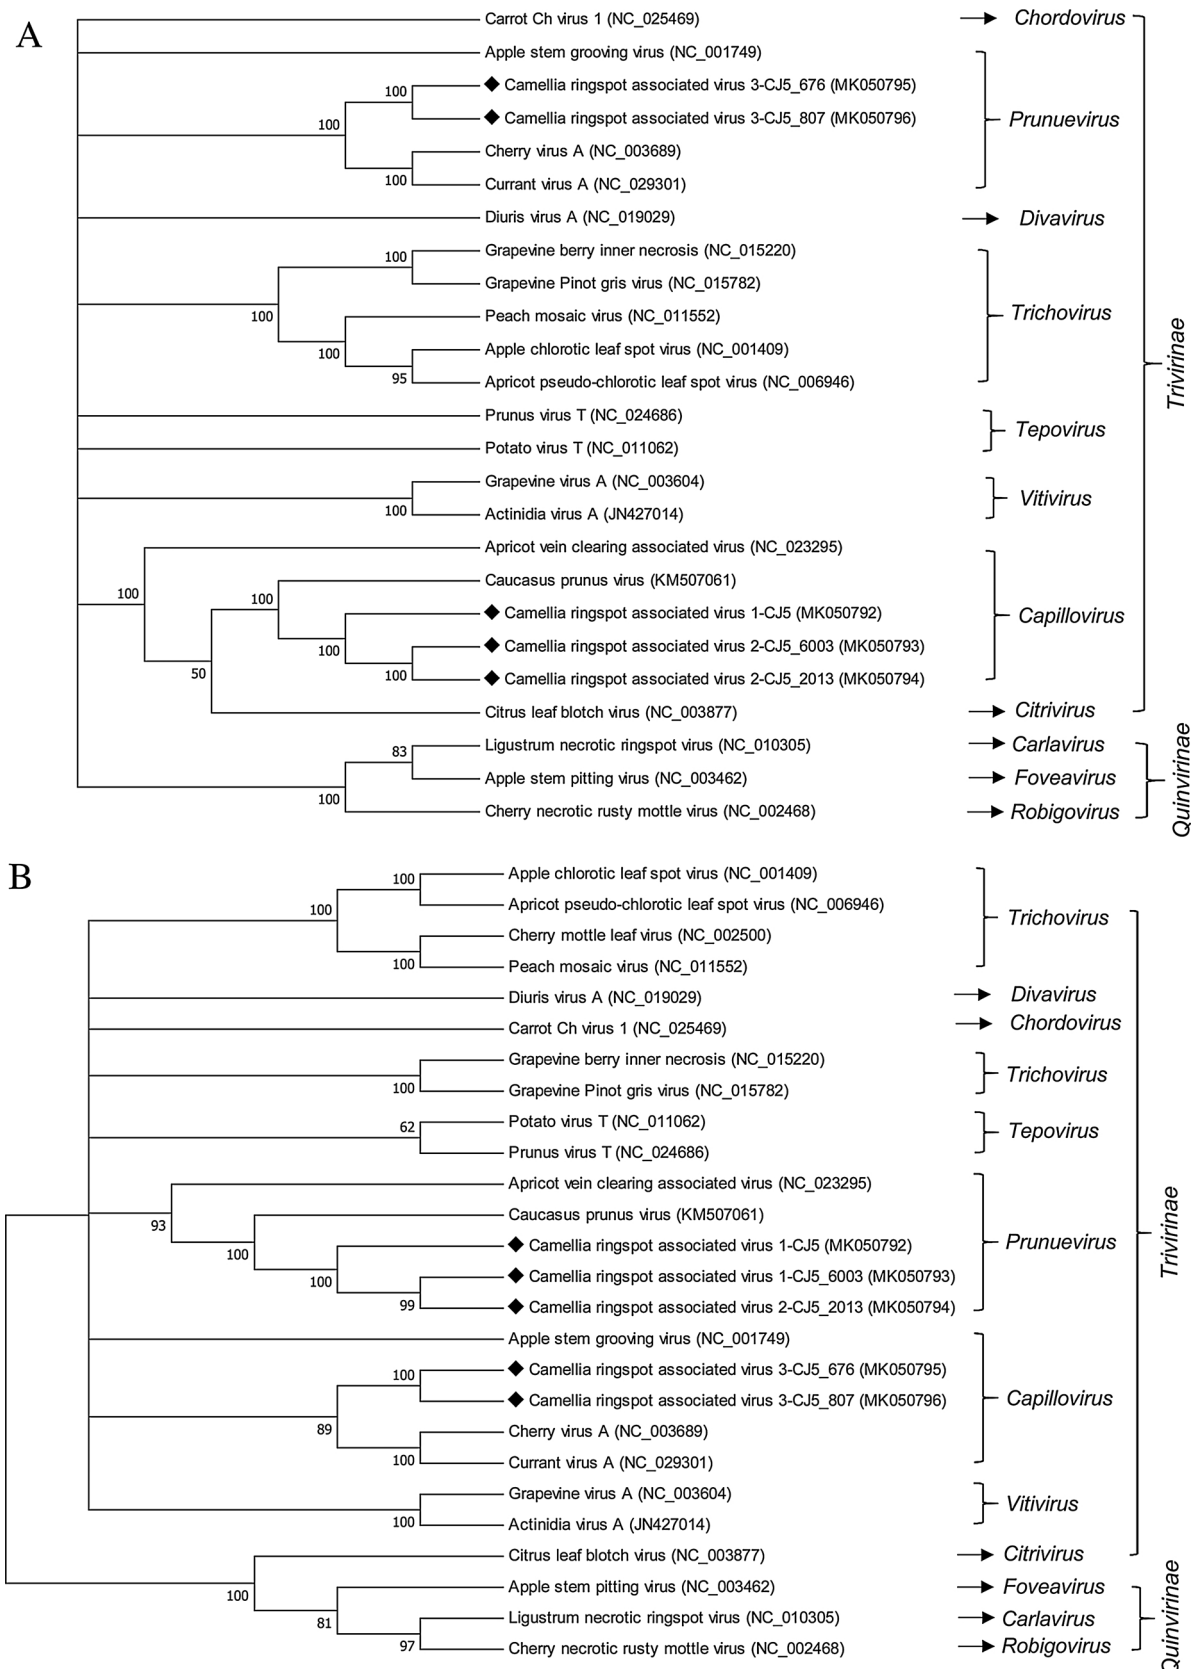 A
Carrot Ch virus 1 (NC_025469)
Chordovirus
Apple stem grooving virus (NC_001749)
100
Camellia ringspot associated virus 3-CJ5_676 (MK050795)
100
Camellia ringspot associated virus 3-CJ5_807 (MK050796)
Prunuevirus
Cherry virus A (NC_003689)
100
Currant virus A (NC_029301)
Diuris virus A (NC_019029)
Divavirus
100
Grapevine berry inner necrosis (NC_015220)
Grapevine Pinot gris virus (NC_015782)
100
Peach mosaic virus (NC_011552)
Trichovirus
100
Apple chlorotic leaf spot virus (NC_001409)
95
Apricot pseudo-chlorotic leaf spot virus (NC_006946)
Trivirinae
Prunus virus T (NC_024686)
Tepovirus
Potato virus T (NC_011062)
Grapevine virus A (NC_003604)
Vitivirus
100
Actinidia virus A (JN427014)
Apricot vein clearing associated virus (NC_023295)
100
100
Caucasus prunus virus (KM507061)
Camellia ringspot associated virus 1-CJ5 (MK050792)
Capillovirus
100
Camellia ringspot associated virus 2-CJ5_6003 (MK050793)
50
100
Camellia ringspot associated virus 2-CJ5_2013 (MK050794)
Citrus leaf blotch virus (NC_003877)
Citrivirus
83
Ligustrum necrotic ringspot virus (NC_010305)
Carlavirus
Apple stem pitting virus (NC_003462)
Foveavirus
Quinvirinae
100
Cherry necrotic rusty mottle virus (NC_002468)
Robigovirus
B
100
Apple chlorotic leaf spot virus (NC_001409)
100
Apricot pseudo-chlorotic leaf spot virus (NC_006946)
Trichovirus
Cherry mottle leaf virus (NC_002500)
100
Peach mosaic virus (NC_011552)
Diuris virus A (NC_019029)
Divavirus
Carrot Ch virus 1 (NC_025469)
Chordovirus
Grapevine berry inner necrosis (NC_015220)
Trichovirus
100
Grapevine Pinot gris virus (NC_015782)
62
Potato virus T (NC_011062)
Tepovirus
Prunus virus T (NC_024686)
Apricot vein clearing associated virus (NC_023295)
93
Caucasus prunus virus (KM507061)
100
Camellia ringspot associated virus 1-CJ5 (MK050792)
Prunuevirus
Trivirinae
100
Camellia ringspot associated virus 1-CJ5_6003 (MK050793)
99
Camellia ringspot associated virus 2-CJ5_2013 (MK050794)
Apple stem grooving virus (NC_001749)
100
Camellia ringspot associated virus 3-CJ5_676 (MK050795)
Camellia ringspot associated virus 3-CJ5_807 (MK050796)
Capillovirus
89
Cherry virus A (NC_003689)
100
Currant virus A (NC_029301)
Grapevine virus A (NC_003604)
Vitivirus
100
Actinidia virus A (JN427014)
Citrus leaf blotch virus (NC_003877)
Citrivirus
100
Apple stem pitting virus (NC_003462)
Foveavirus
81
Ligustrum necrotic ringspot virus (NC_010305)
Carlavirus
Quinvirinae
97
Cherry necrotic rusty mottle virus (NC_002468)
Robigovirus